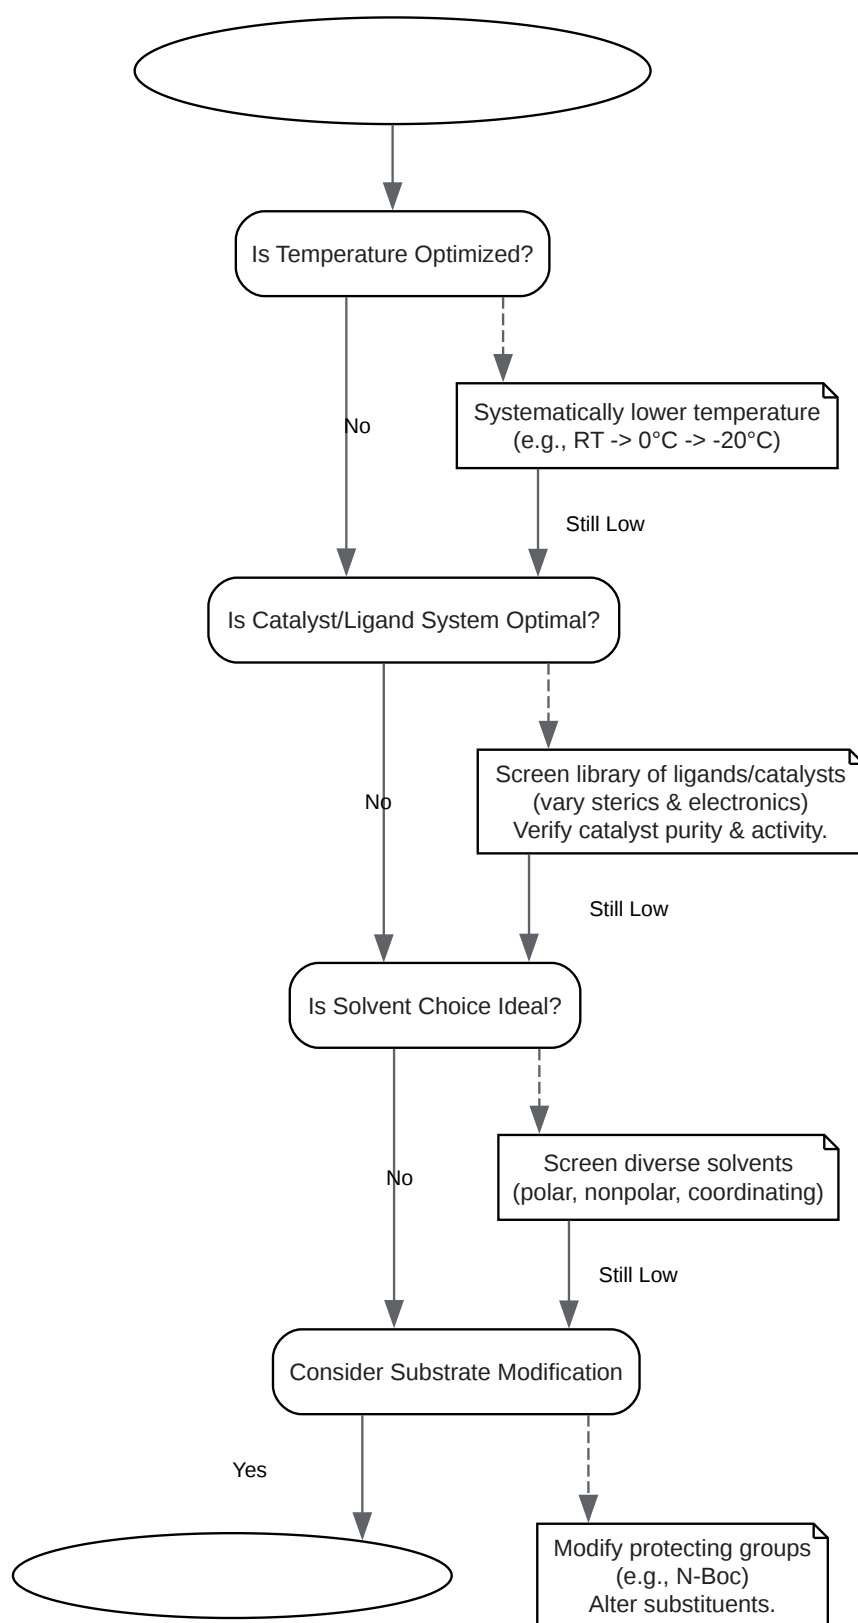 Is Temperature Optimized?
Systematically lower temperature
(e.g., RT -> 0°C -> -20°C)
No
Still Low
Is Catalyst/Ligand System Optimal?
Screen library of ligands/catalysts
(vary sterics & electronics)
Verify catalyst purity & activity.
No
Still Low
Is Solvent Choice Ideal?
Screen diverse solvents
(polar, nonpolar, coordinating)
No
Still Low
Consider Substrate Modification
Yes
Modify protecting groups
(e.g., N-Boc)
Alter substituents.